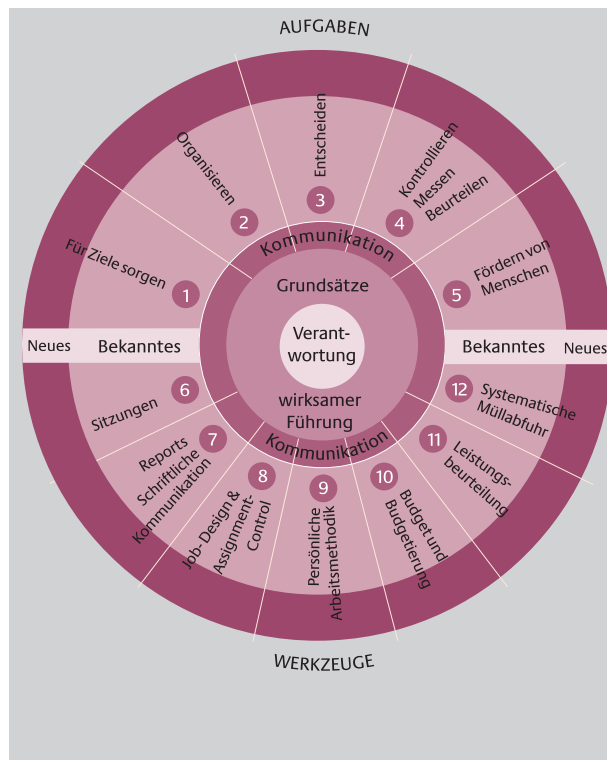 AUFGABEN
Für Ziele sorgen
1
Organisieren
2
Entscheiden
3
Kontrollieren
Messen
Beurteilen
4
Fördern von
Menschen
5
Kommunikation
Grundsätze
Verant-
wortung
wirksamer
Führung
Kommunikation
Neues
Bekanntes
Bekanntes
Neues
6
Sitzungen
7
Reports
Schriftliche
Kommunikation
8
Job- Design &
Assignment-
Control
9
Persönliche
Arbeitsmethodik
10
Budget und
Budgetierung
11
Leistungs-
beurteilung
12
Systematische
Müllabfuhr
WERKZEUGE